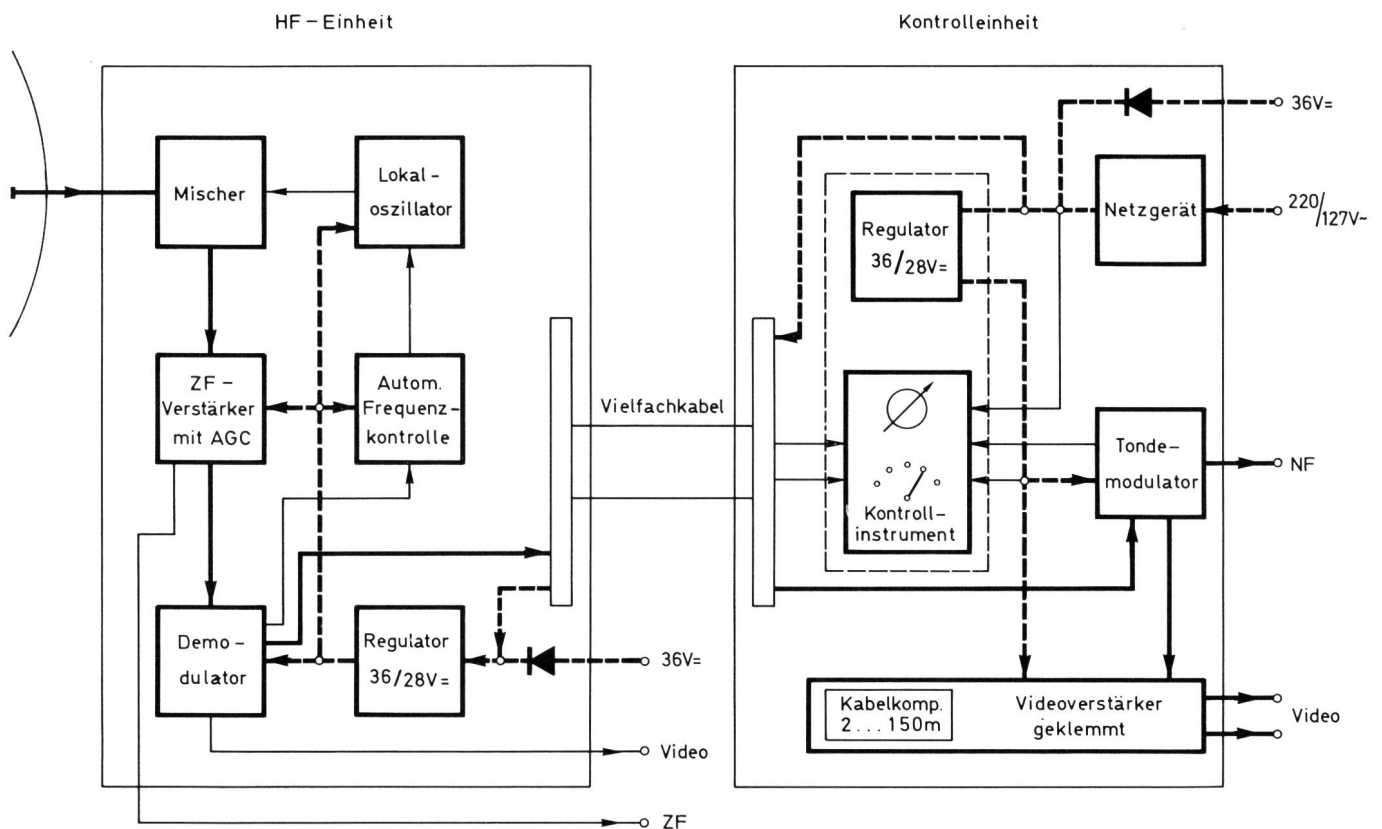 HF – Einheit
Kontrolleinheit
Mischer
Lokal –
oszillator
ZF –
Verstärker
mit AGC
Autom.
Frequenz–
kontrolle
Demo –
dulator
Regulator
36/28V=
36V=
Video
ZF
Vielfachkabel
Regulator
36/28V=
Netzgerät
36V=
220/127V~
Kontroll–
instrument
Tonde–
modulator
NF
Kabelkomp.
2...150m
Videoverstärker
geklemmt
Video